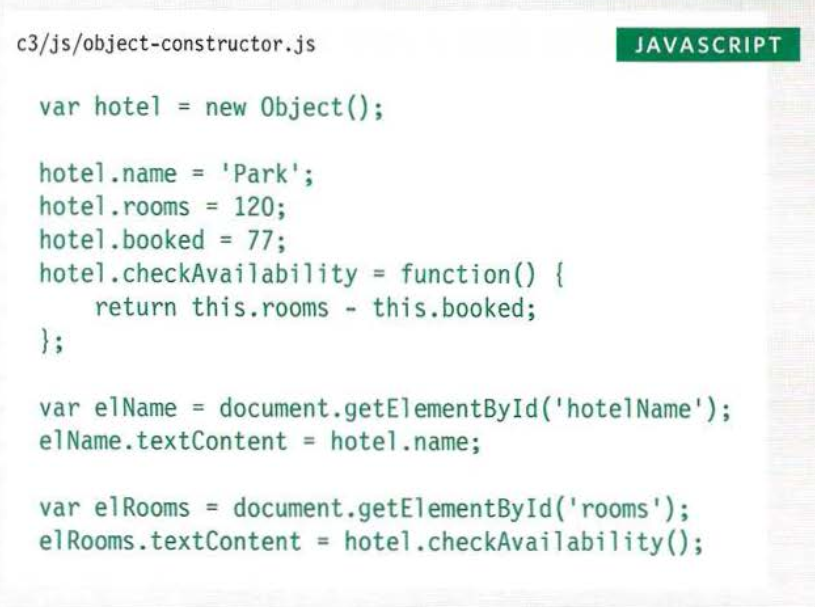 c3/js/object-constructor.js JAVASCRIPT
var hotel = new Object();
hotel.name = 'Park';
hotel.rooms = 120;
hotel.booked = 77;
hotel.checkAvailability = function() {
    return this.rooms - this.booked;
};
var elName = document.getElementById('hotelName');
elName.textContent = hotel.name;
var elRooms = document.getElementById('rooms');
elRooms.textContent = hotel.checkAvailability();